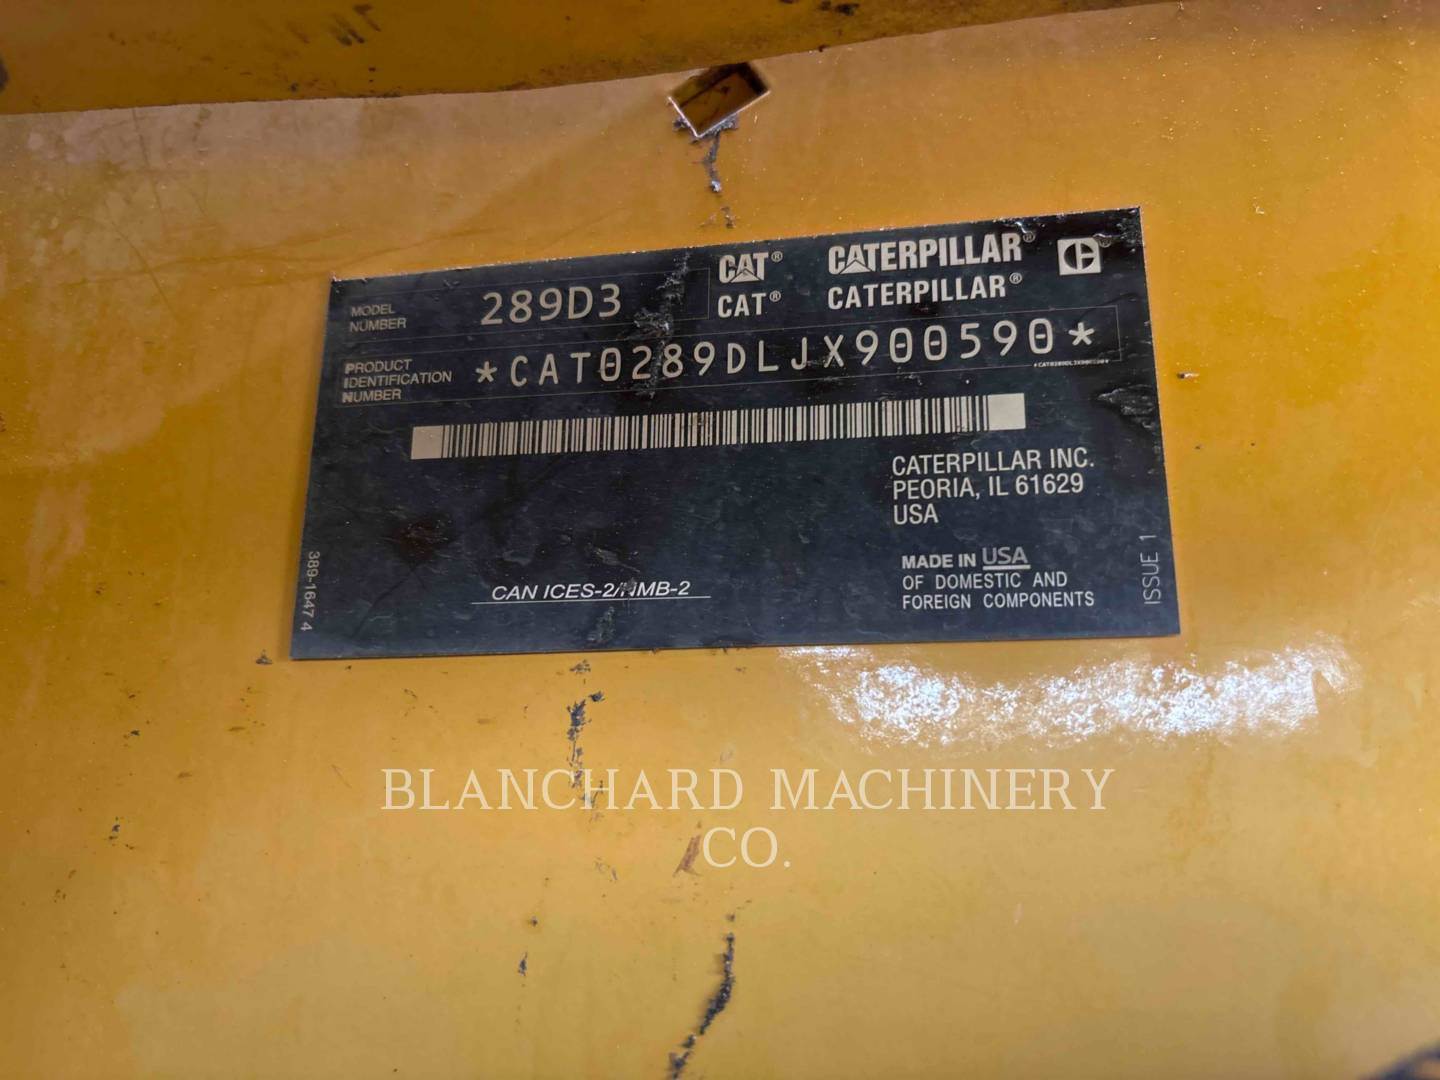 MODEL NUMBER 289D3
CAT® CATERPILLAR®
CAT® CATERPILLAR®
PRODUCT IDENTIFICATION NUMBER *CAT0289DLJX900590*
CATERPILLAR INC.
PEORIA, IL 61629
USA
MADE IN USA
OF DOMESTIC AND
FOREIGN COMPONENTS
CAN ICES-2/NMB-2
389-1647 4
ISSUE 1
BLANCHARD MACHINERY
CO.